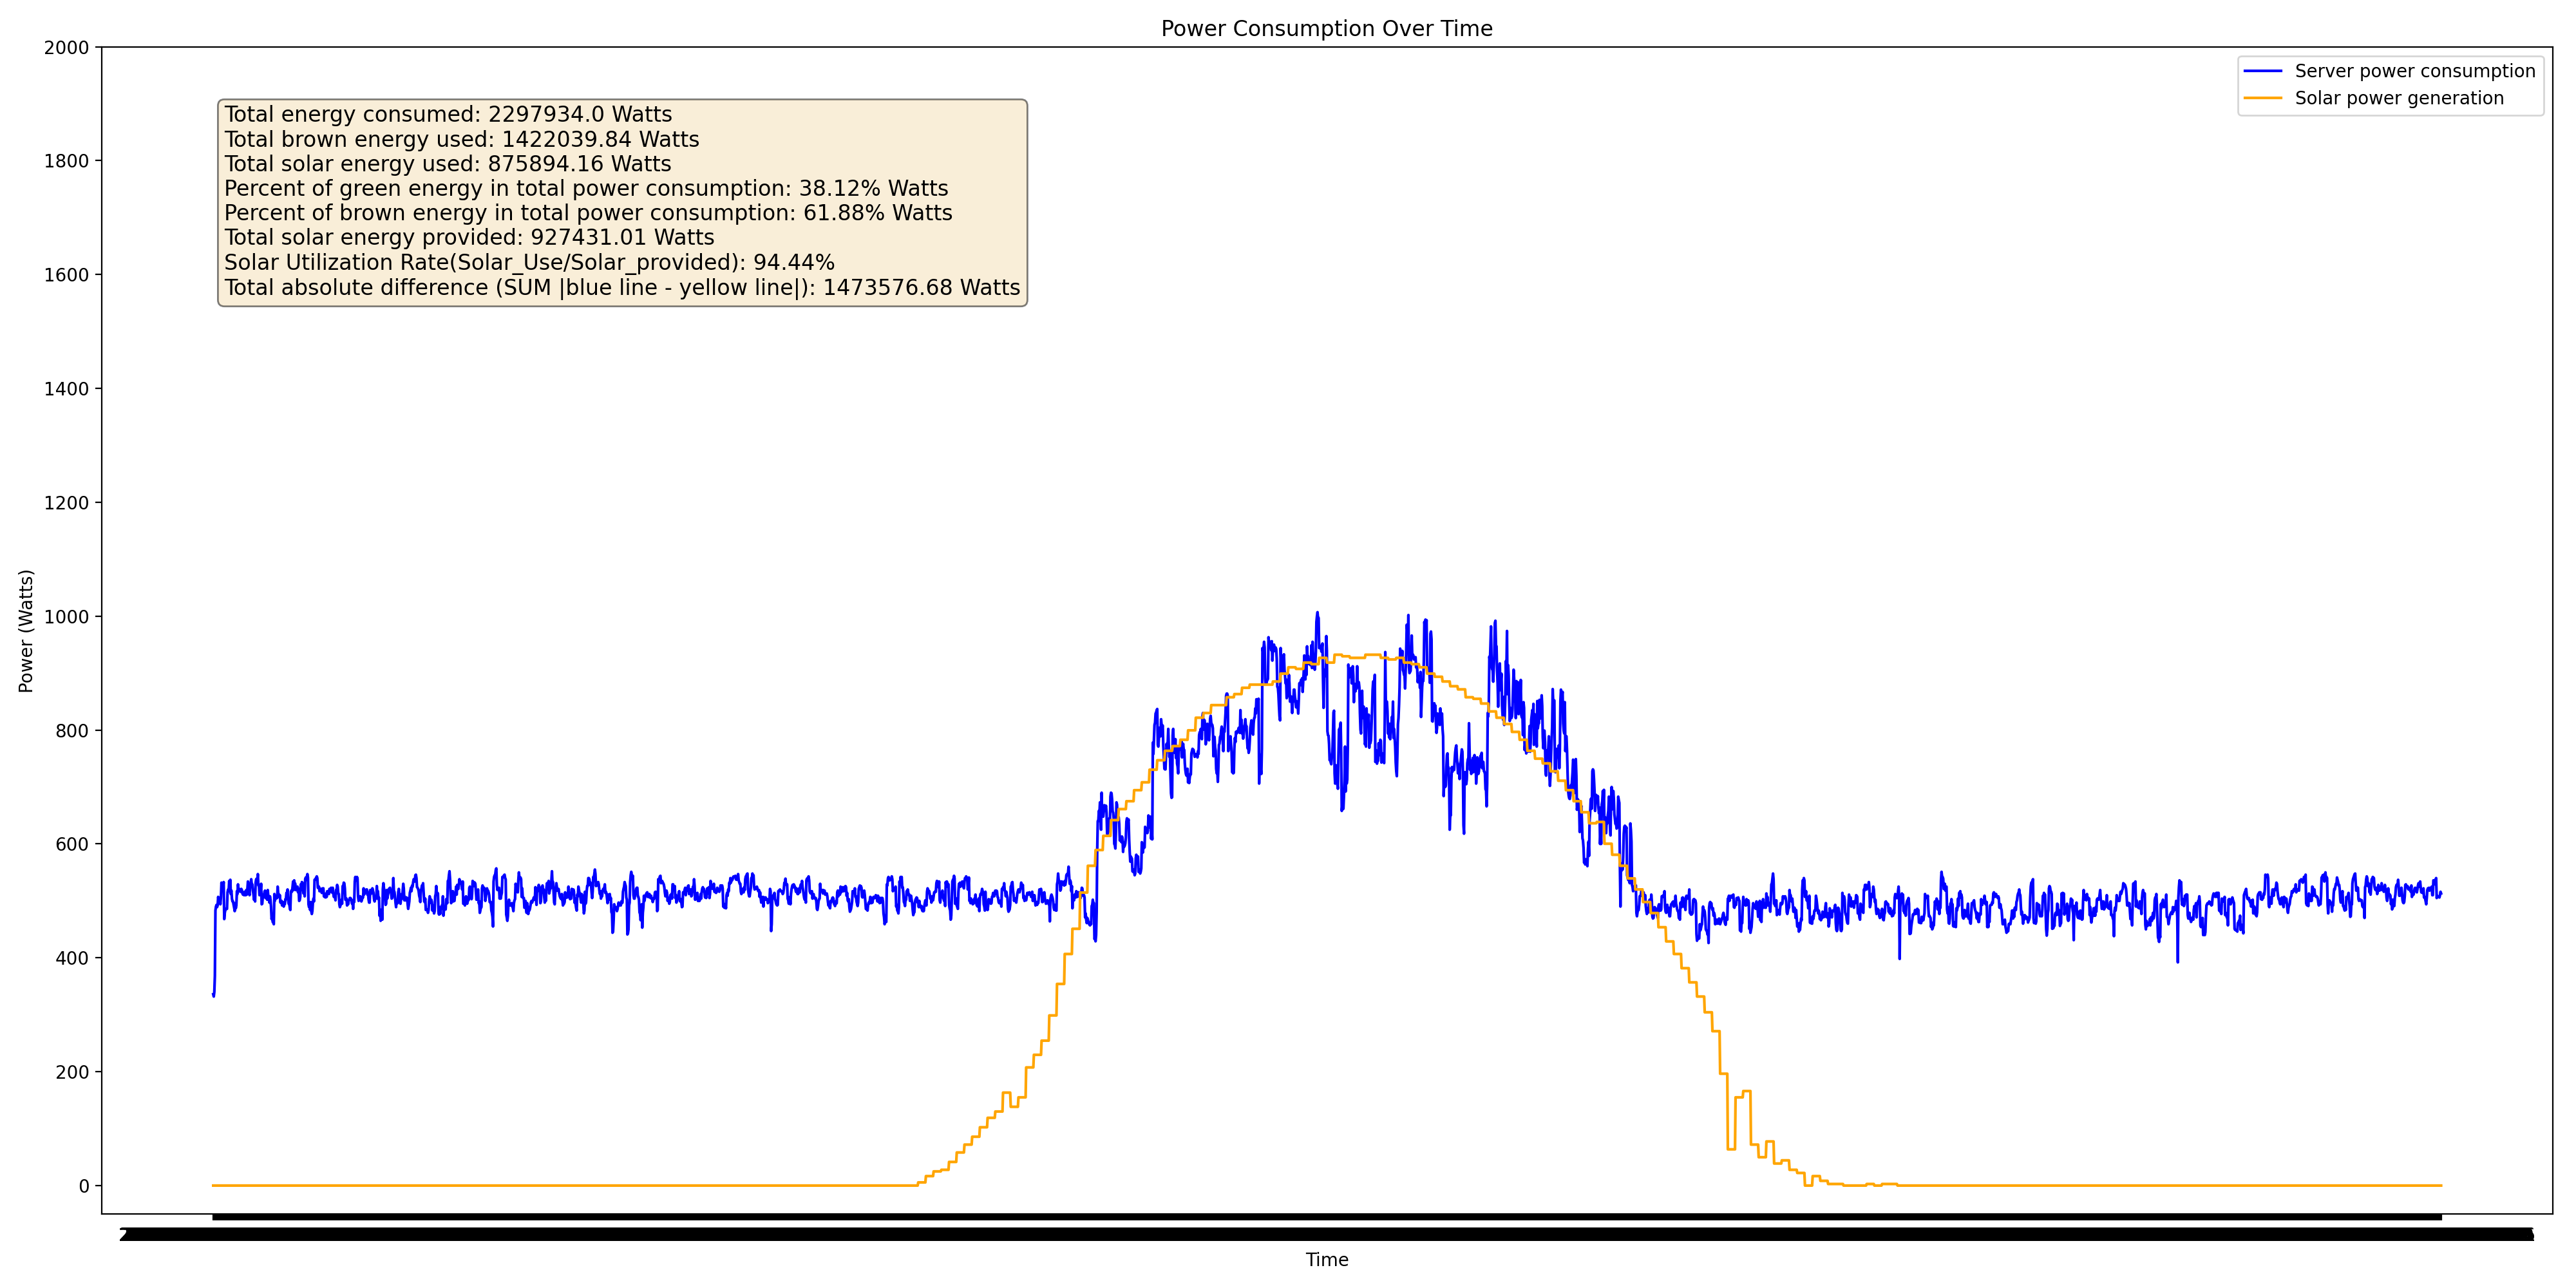 Power Consumption Over Time
2000
1800
1600
1400
1200
1000
800
600
400
200
0
Power (Watts)
Total energy consumed: 2297934.0 Watts
Total brown energy used: 1422039.84 Watts
Total solar energy used: 875894.16 Watts
Percent of green energy in total power consumption: 38.12% Watts
Percent of brown energy in total power consumption: 61.88% Watts
Total solar energy provided: 927431.01 Watts
Solar Utilization Rate(Solar_Use/Solar_provided): 94.44%
Total absolute difference (SUM |blue line - yellow line|): 1473576.68 Watts
Server power consumption
Solar power generation
Time